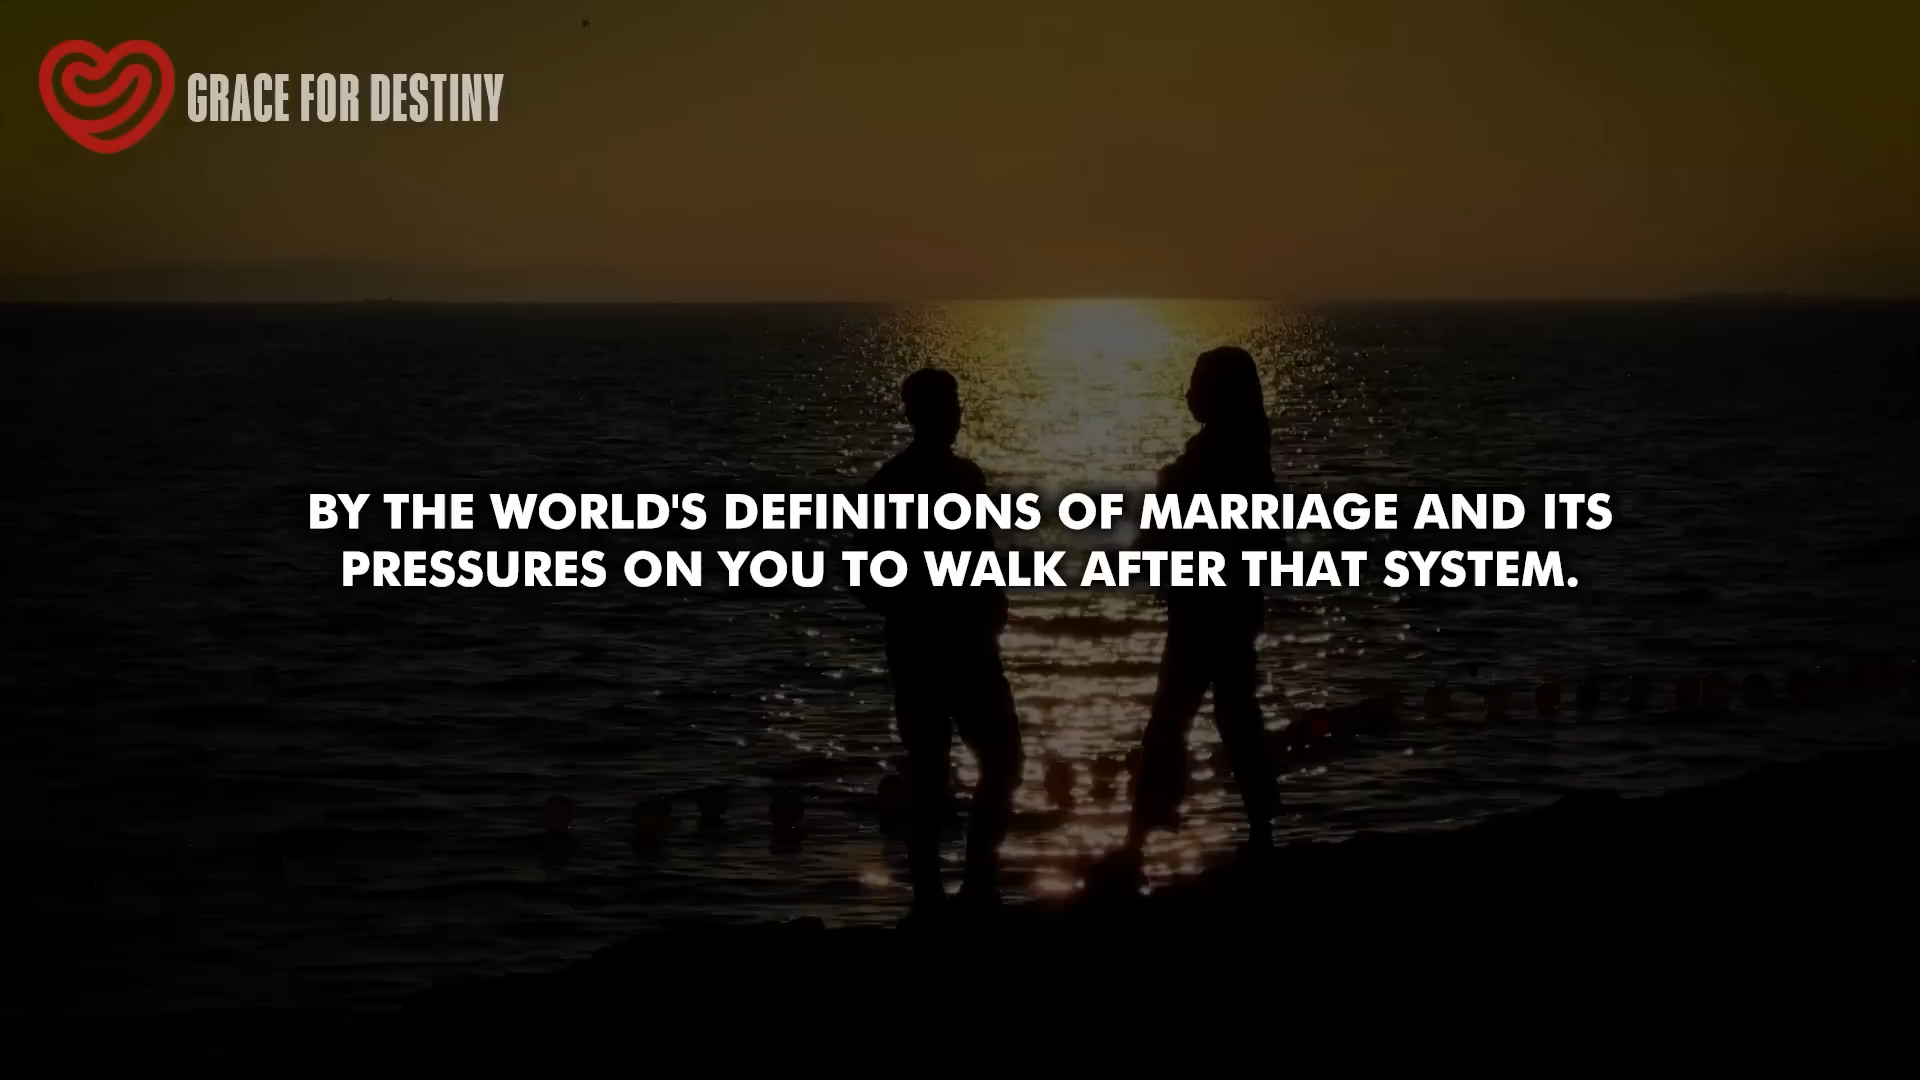 GRACE FOR DESTINY
BY THE WORLD'S DEFINITIONS OF MARRIAGE AND ITS
PRESSURES ON YOU TO WALK AFTER THAT SYSTEM.